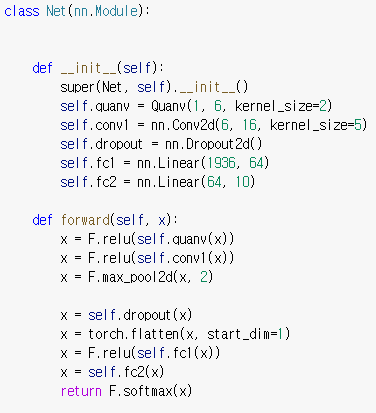 class Net(nn.Module):
    def __init__(self):
        super(Net, self).__init__()
        self.quanv = Quanv(1, 6, kernel_size=2)
        self.conv1 = nn.Conv2d(6, 16, kernel_size=5)
        self.dropout = nn.Dropout2d()
        self.fc1 = nn.Linear(1936, 64)
        self.fc2 = nn.Linear(64, 10)
    def forward(self, x):
        x = F.relu(self.quanv(x))
        x = F.relu(self.conv1(x))
        x = F.max_pool2d(x, 2)
        x = self.dropout(x)
        x = torch.flatten(x, start_dim=1)
        x = F.relu(self.fc1(x))
        x = self.fc2(x)
        return F.softmax(x)